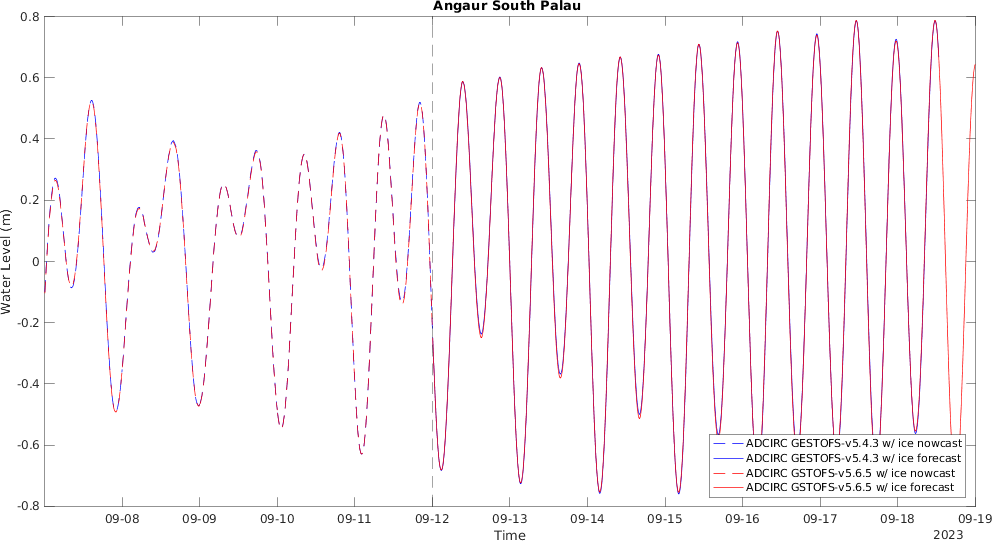 Angaur South Palau
0.8
0.6
0.4
0.2
0
-0.2
-0.4
-0.6
-0.8
Water Level (m)
09-08 09-09 09-10 09-11 09-12 09-13 09-14 09-15 09-16 09-17 09-18 09-19
Time
2023
ADCIRC GESTOFS-v5.4.3 w/ ice nowcast
ADCIRC GESTOFS-v5.4.3 w/ ice forecast
ADCIRC GSTOFS-v5.6.5 w/ ice nowcast
ADCIRC GSTOFS-v5.6.5 w/ ice forecast